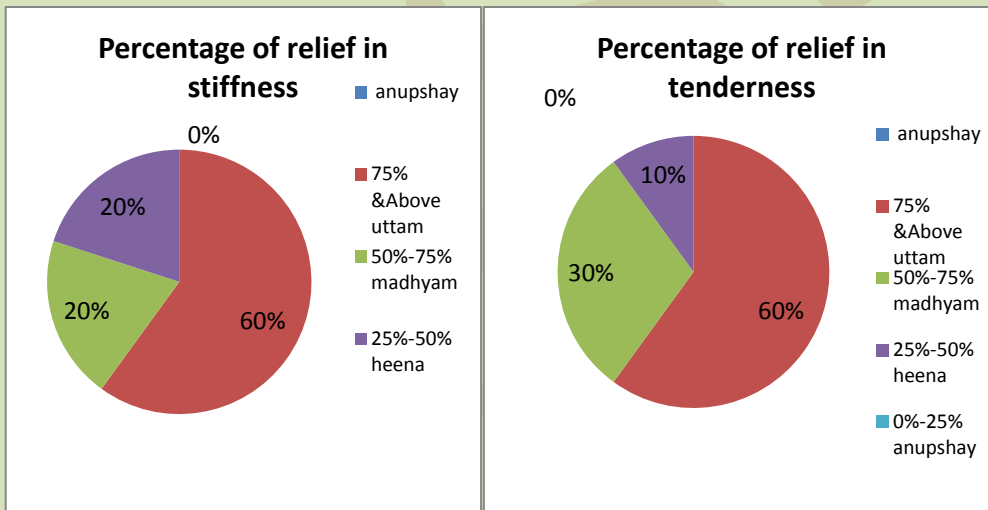 Percentage of relief in
stiffness
anupshay
0%
75%
&Above
uttam
20%
50%-75%
madhyam
20%
60%
25%-50%
heena
Percentage of relief in
tenderness
0%
anupshay
10%
75%
&Above
uttam
30%
50%-75%
madhyam
60%
25%-50%
heena
0%-25%
anupshay